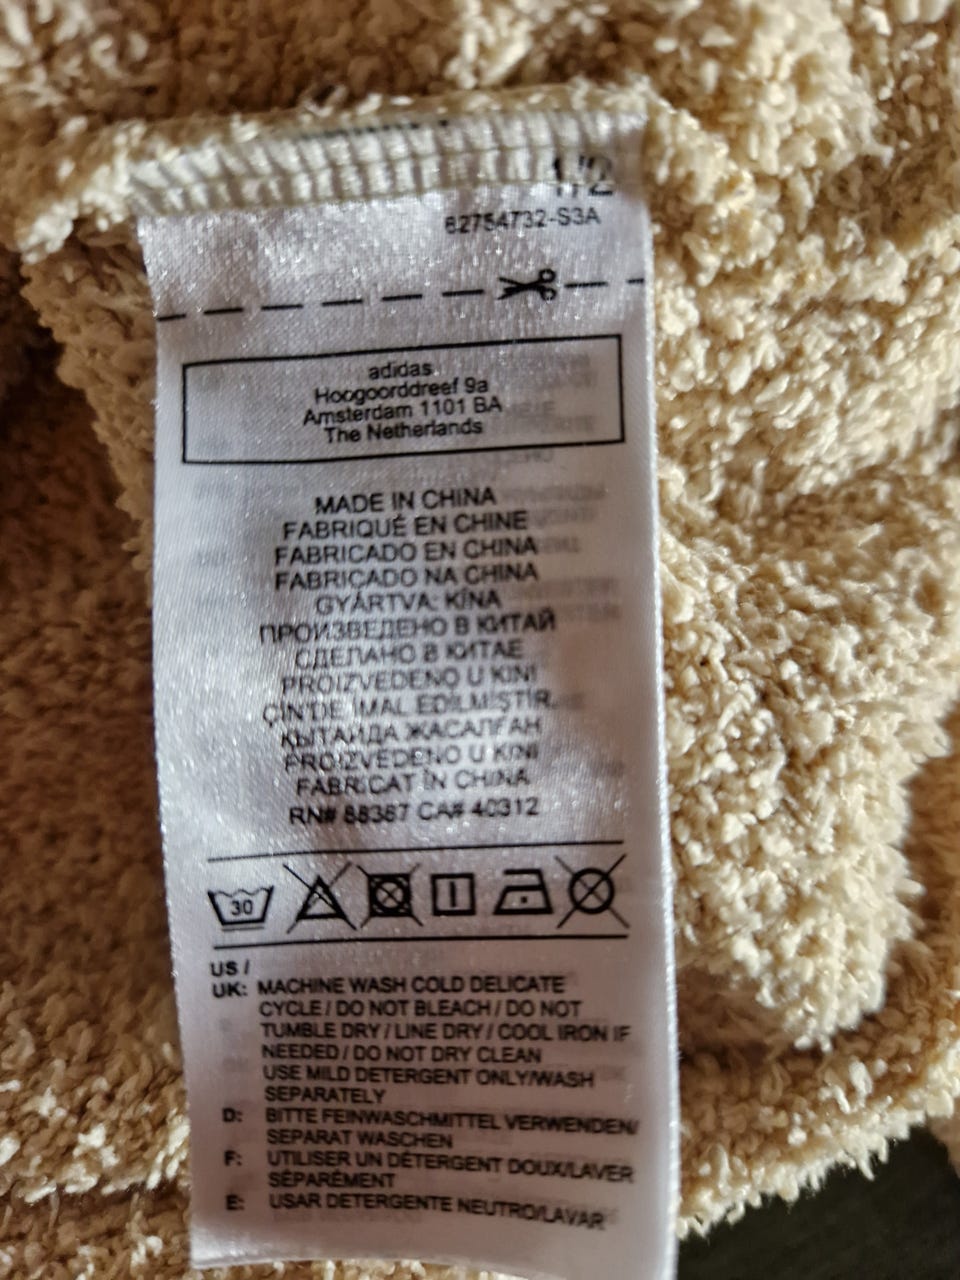 1/2
62754732-S3A
adidas
Hoogoorddreef 9a
Amsterdam 1101 BA
The Netherlands
MADE IN CHINA
FABRIQUÉ EN CHINE
FABRICADO EN CHINA
FABRICADO NA CHINA
GYÁRTVA: KÍNA
ПРОИЗВЕДЕНО В КИТАЙ
СДЕЛАНО В КИТАЕ
PROIZVEDENO U KINI
ÇİN'DE İMAL EDİLMİŞTİR.
ҚЫТАЙДА ЖАСАЛҒАН
PROIZVEDENO U KINI
FABRICAT ÎN CHINA
RN# 88387 CA# 40312
30
US /
UK: MACHINE WASH COLD DELICATE
CYCLE / DO NOT BLEACH / DO NOT
TUMBLE DRY / LINE DRY / COOL IRON IF
NEEDED / DO NOT DRY CLEAN
USE MILD DETERGENT ONLY/WASH
SEPARATELY
D: BITTE FEINWASCHMITTEL VERWENDEN/
SEPARAT WASCHEN
F: UTILISER UN DÉTERGENT DOUX/LAVER
SÉPARÉMENT
E: USAR DETERGENTE NEUTRO/LAVAR